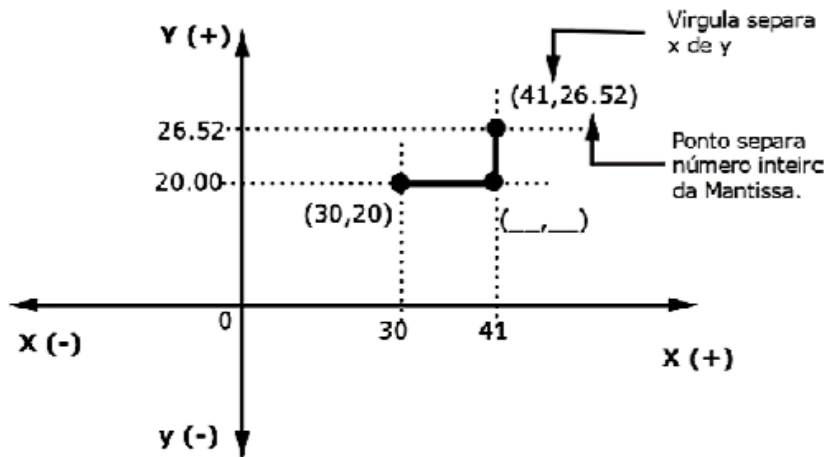 Y (+)
Virgula separa
x de y
(41,26.52)
26.52
Ponto separa
número inteirc
da Mantissa.
20.00
(30,20)
(__,__)
0
30
41
X (-)
X (+)
y (-)